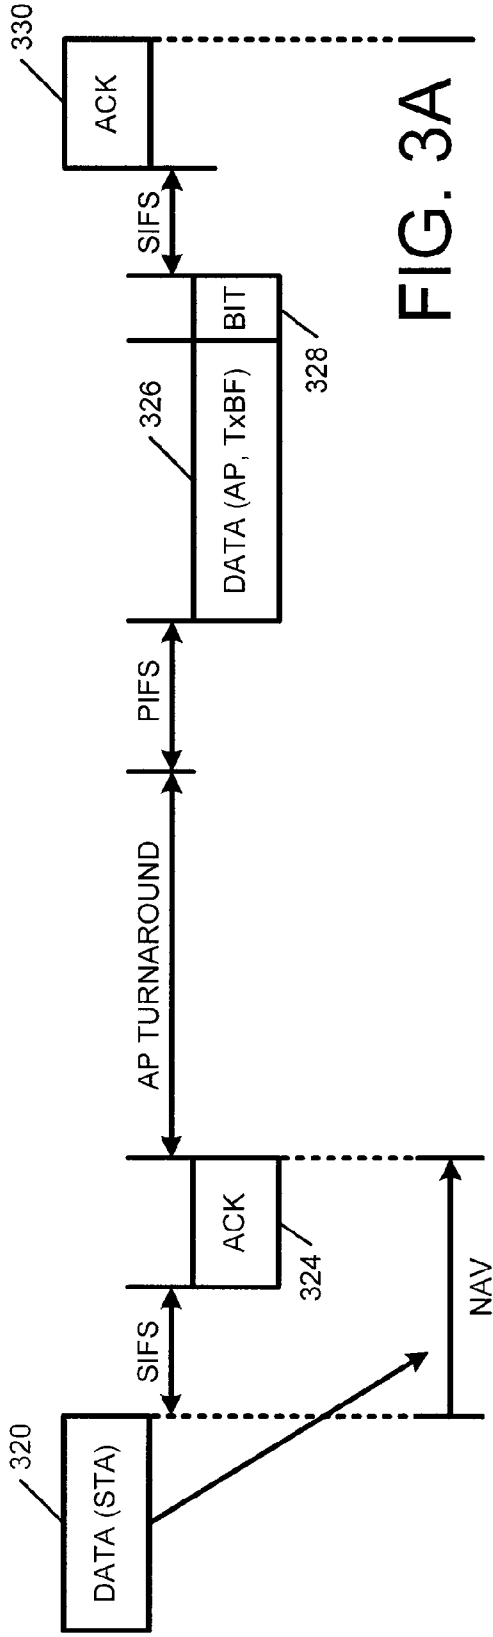 320
DATA (STA)
SIFS
ACK
324
NAV
AP TURNAROUND
PIFS
326
DATA (AP, TxBF)
BIT
328
SIFS
330
ACK
FIG. 3A